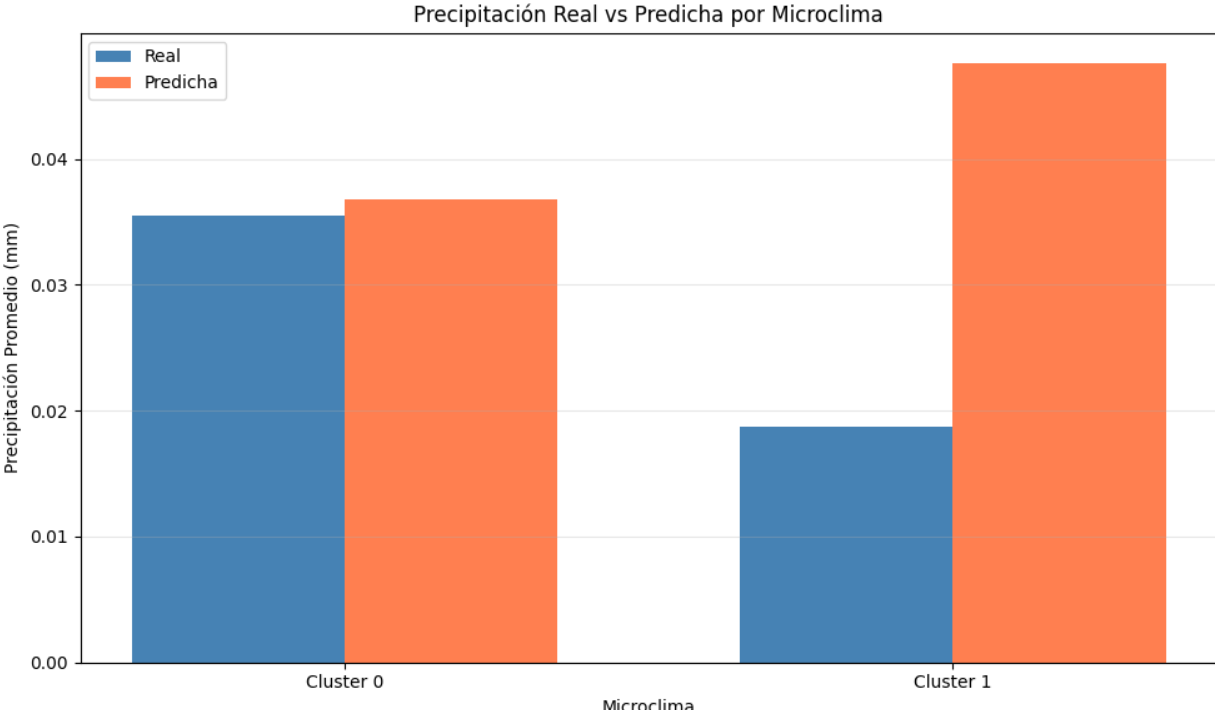 Precipitación Real vs Predicha por Microclima
Real
Predicha
Precipitación Promedio (mm)
0.04
0.03
0.02
0.01
0.00
Cluster 0
Cluster 1
Microclima